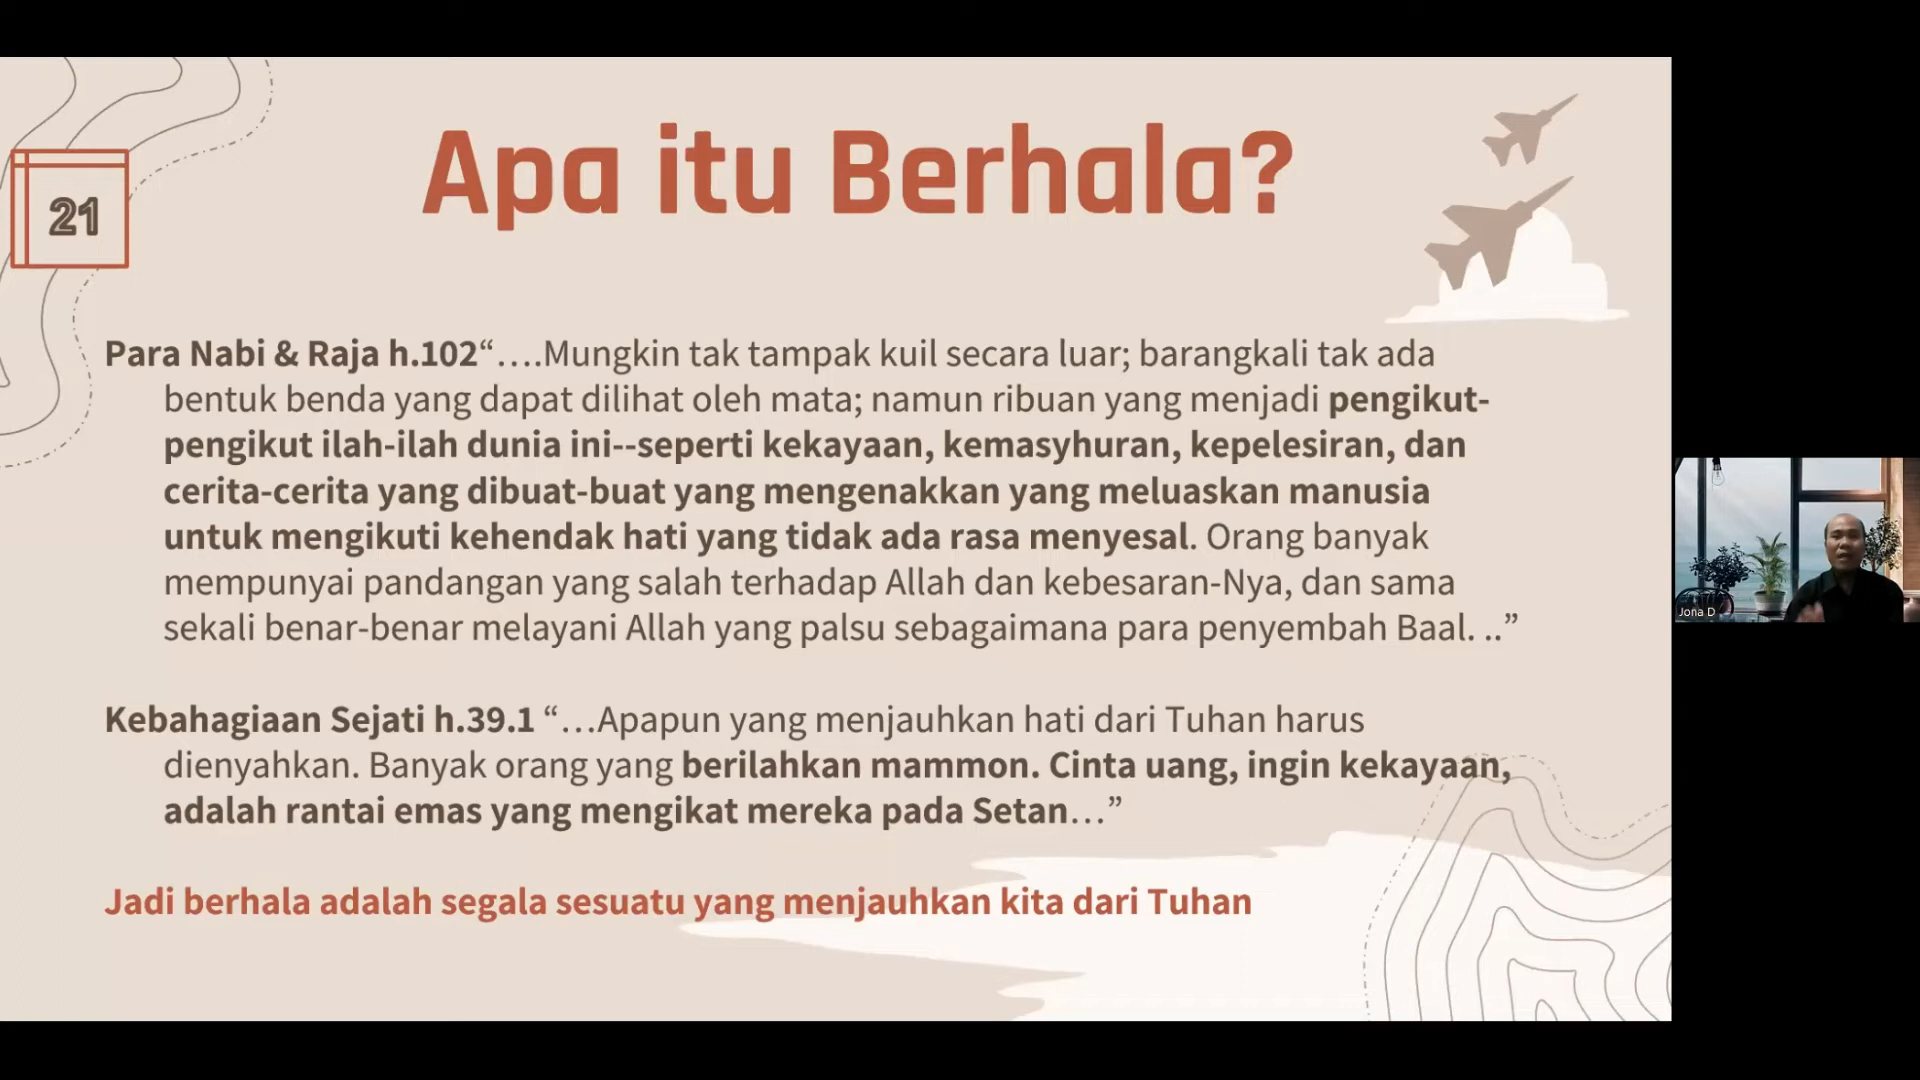 Apa itu Berhala?
21
Para Nabi & Raja h.102“….Mungkin tak tampak kuil secara luar; barangkali tak ada
bentuk benda yang dapat dilihat oleh mata; namun ribuan yang menjadi pengikut-
pengikut ilah-ilah dunia ini--seperti kekayaan, kemasyhuran, kepelesiran, dan
cerita-cerita yang dibuat-buat yang mengenakkan yang meluaskan manusia
untuk mengikuti kehendak hati yang tidak ada rasa menyesal. Orang banyak
mempunyai pandangan yang salah terhadap Allah dan kebesaran-Nya, dan sama
sekali benar-benar melayani Allah yang palsu sebagaimana para penyembah Baal. ..”
Kebahagiaan Sejati h.39.1 “…Apapun yang menjauhkan hati dari Tuhan harus
dienyahkan. Banyak orang yang berilahkan mammon. Cinta uang, ingin kekayaan,
adalah rantai emas yang mengikat mereka pada Setan…”
Jadi berhala adalah segala sesuatu yang menjauhkan kita dari Tuhan
Jona D